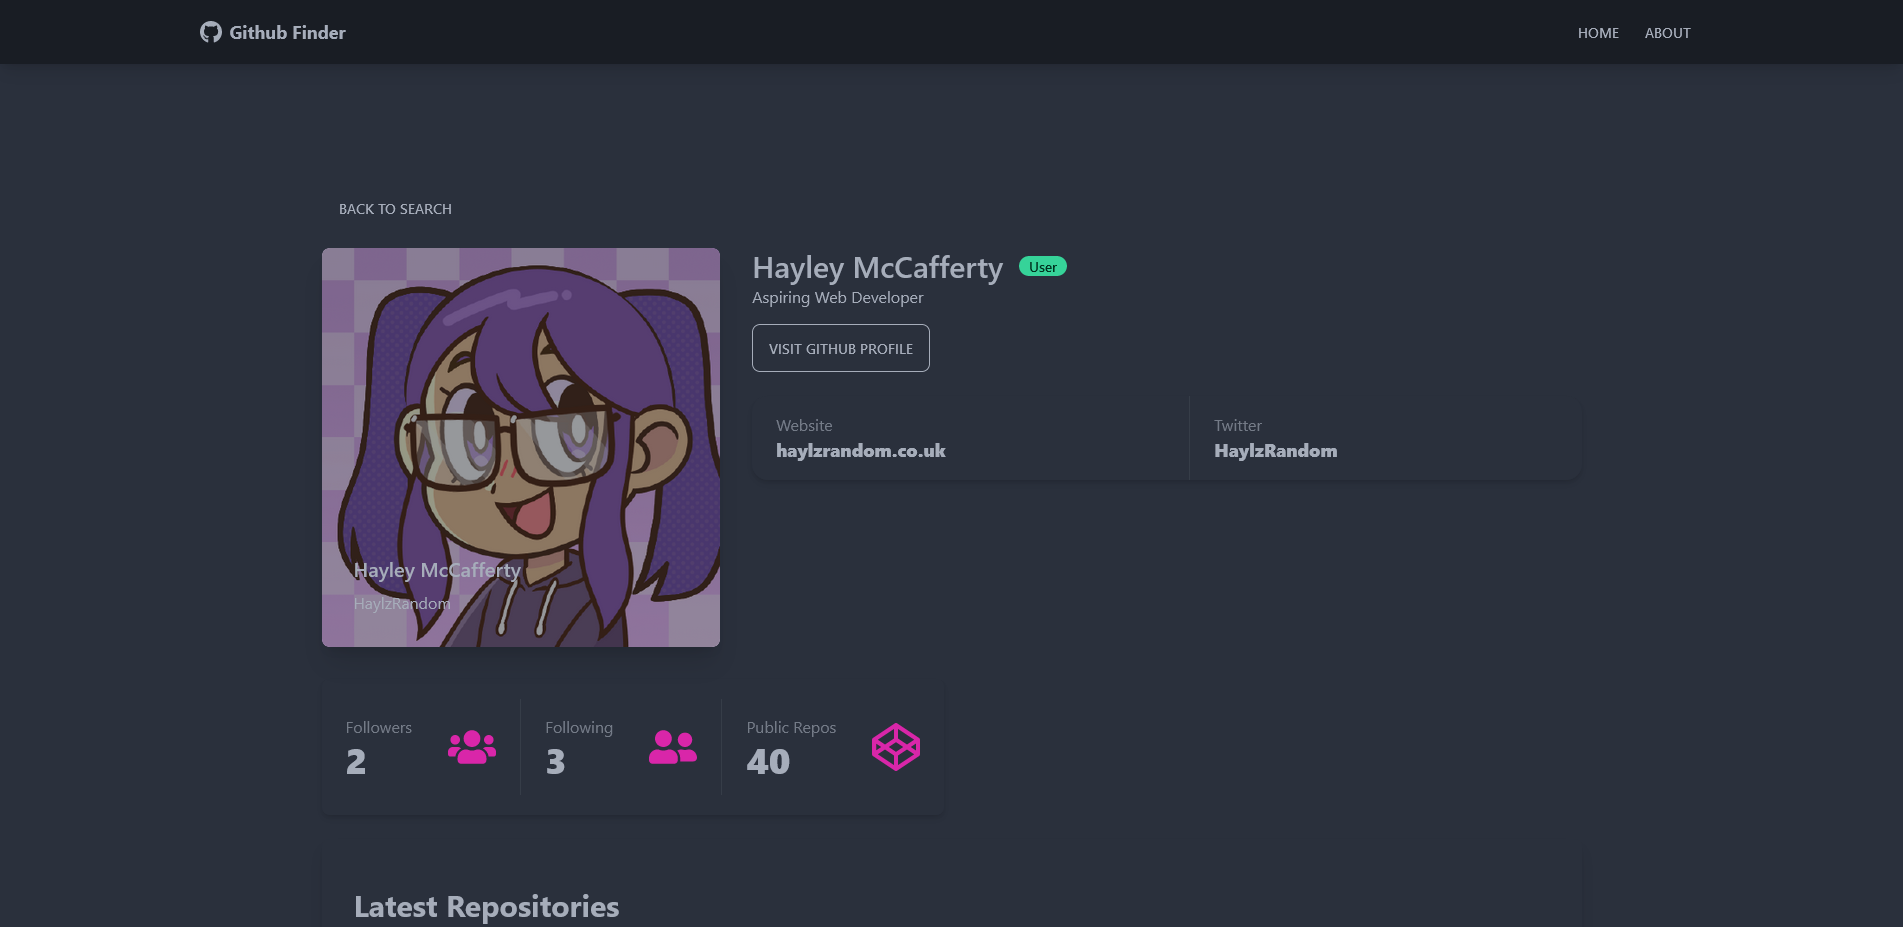 Github Finder
HOME
ABOUT
BACK TO SEARCH
Hayley McCafferty
User
Aspiring Web Developer
VISIT GITHUB PROFILE
Website
haylzrandom.co.uk
Twitter
HaylzRandom
Hayley McCafferty
HaylzRandom
Followers
2
Following
3
Public Repos
40
Latest Repositories